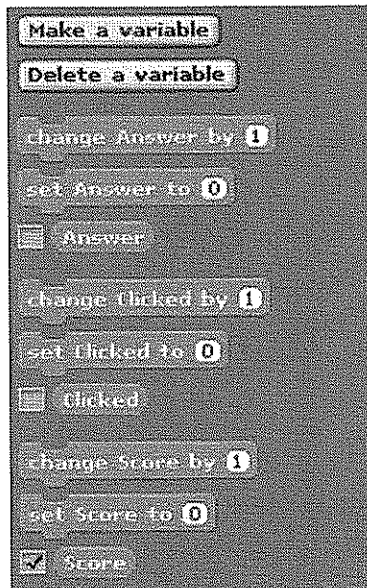 Make a variable
Delete a variable
change Answer by 1
set Answer to 0
Answer
change Clicked by 1
set Clicked to 0
Clicked
change Score by 1
set Score to 0
Score